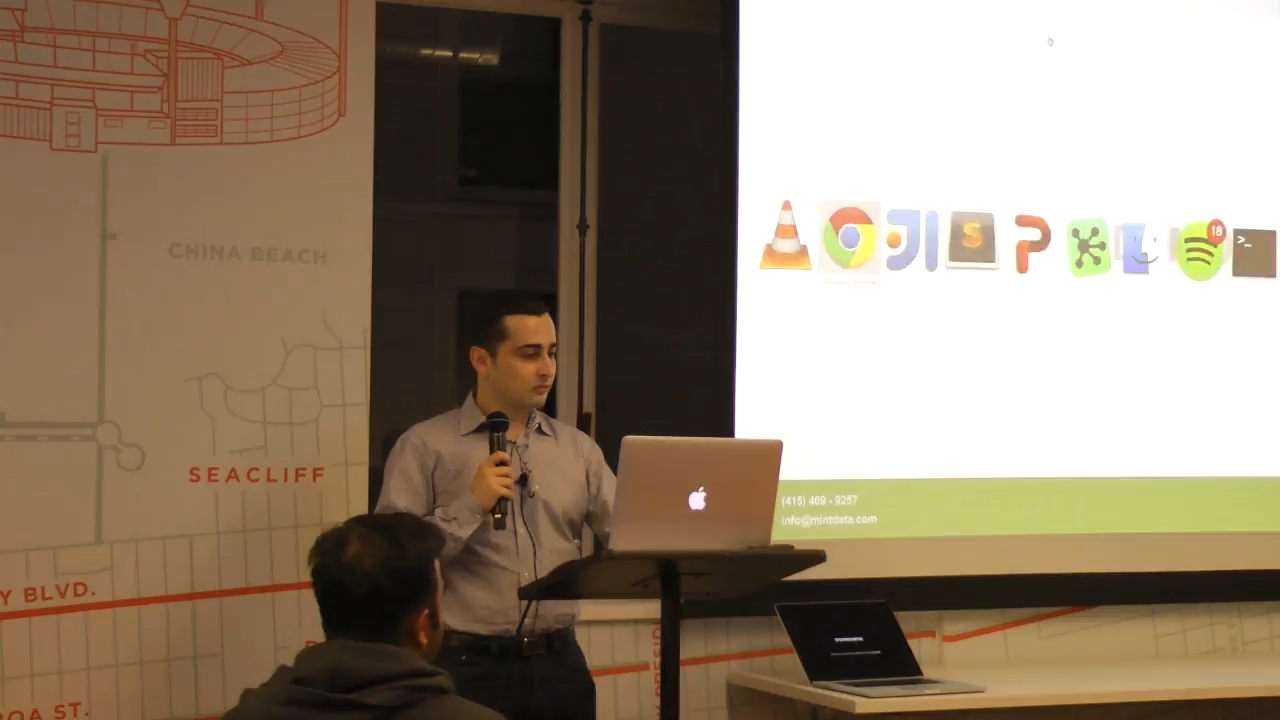 CHINA BEACH
SEACLIFF
Y BLVD.
OA ST.
18
S
>_
(415) 409 - 9257
info@mintdata.com